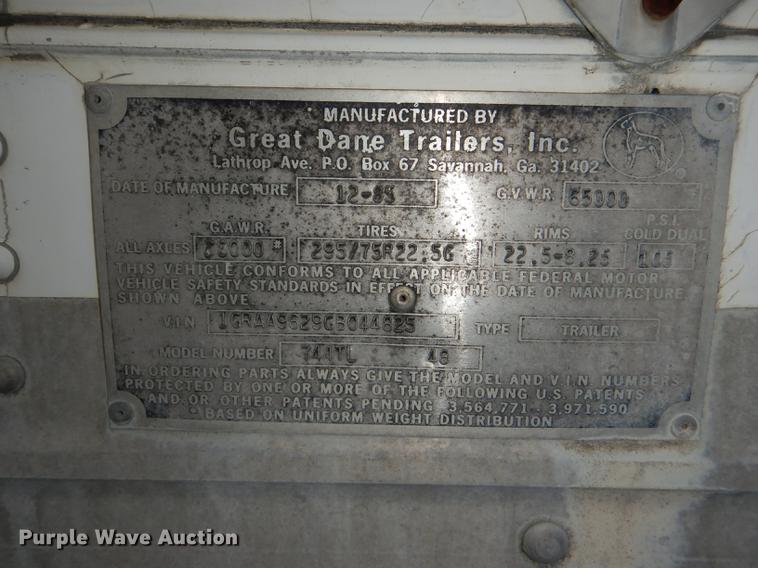 MANUFACTURED BY
Great Dane Trailers, Inc.
Lathrop Ave. P.O. Box 67 Savannah, Ga. 31402
DATE OF MANUFACTURE 12-85 G.V.W.R. 65000
G.A.W.R. TIRES RIMS P.S.I. COLD DUAL
ALL AXLES 295/75R22.5G 22.5-8.25 105
THIS VEHICLE CONFORMS TO ALL APPLICABLE FEDERAL MOTOR
VEHICLE SAFETY STANDARDS IN EFFECT ON THE DATE OF MANUFACTURE
SHOWN ABOVE.
V.I.N. 1GRAA9629GB044825 TYPE TRAILER
MODEL NUMBER 48
IN ORDERING PARTS ALWAYS GIVE THE MODEL AND V.I.N. NUMBERS
PROTECTED BY ONE OR MORE OF THE FOLLOWING U.S. PATENTS
AND/OR OTHER PATENTS PENDING 3,564,771 - 3,971,590
* BASED ON UNIFORM WEIGHT DISTRIBUTION
Purple Wave Auction